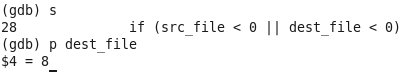 (gdb) s
28              if (src_file < 0 || dest_file < 0)
(gdb) p dest_file
$4 = 8